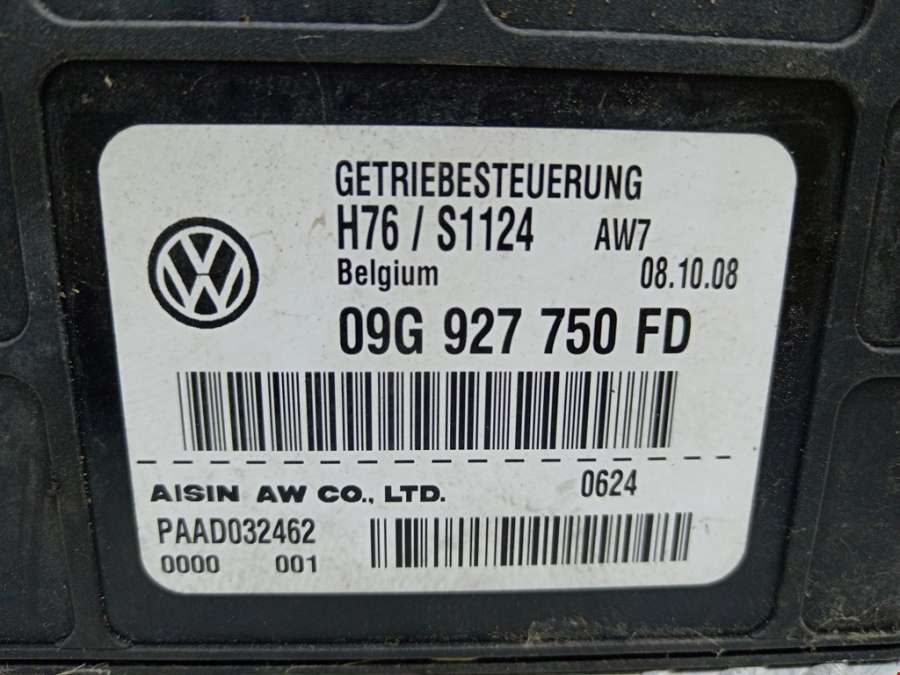 GETRIEBESTEUERUNG
H76 / S1124 AW7
Belgium 08.10.08
09G 927 750 FD
AISIN AW CO., LTD. 0624
PAAD032462
0000 001